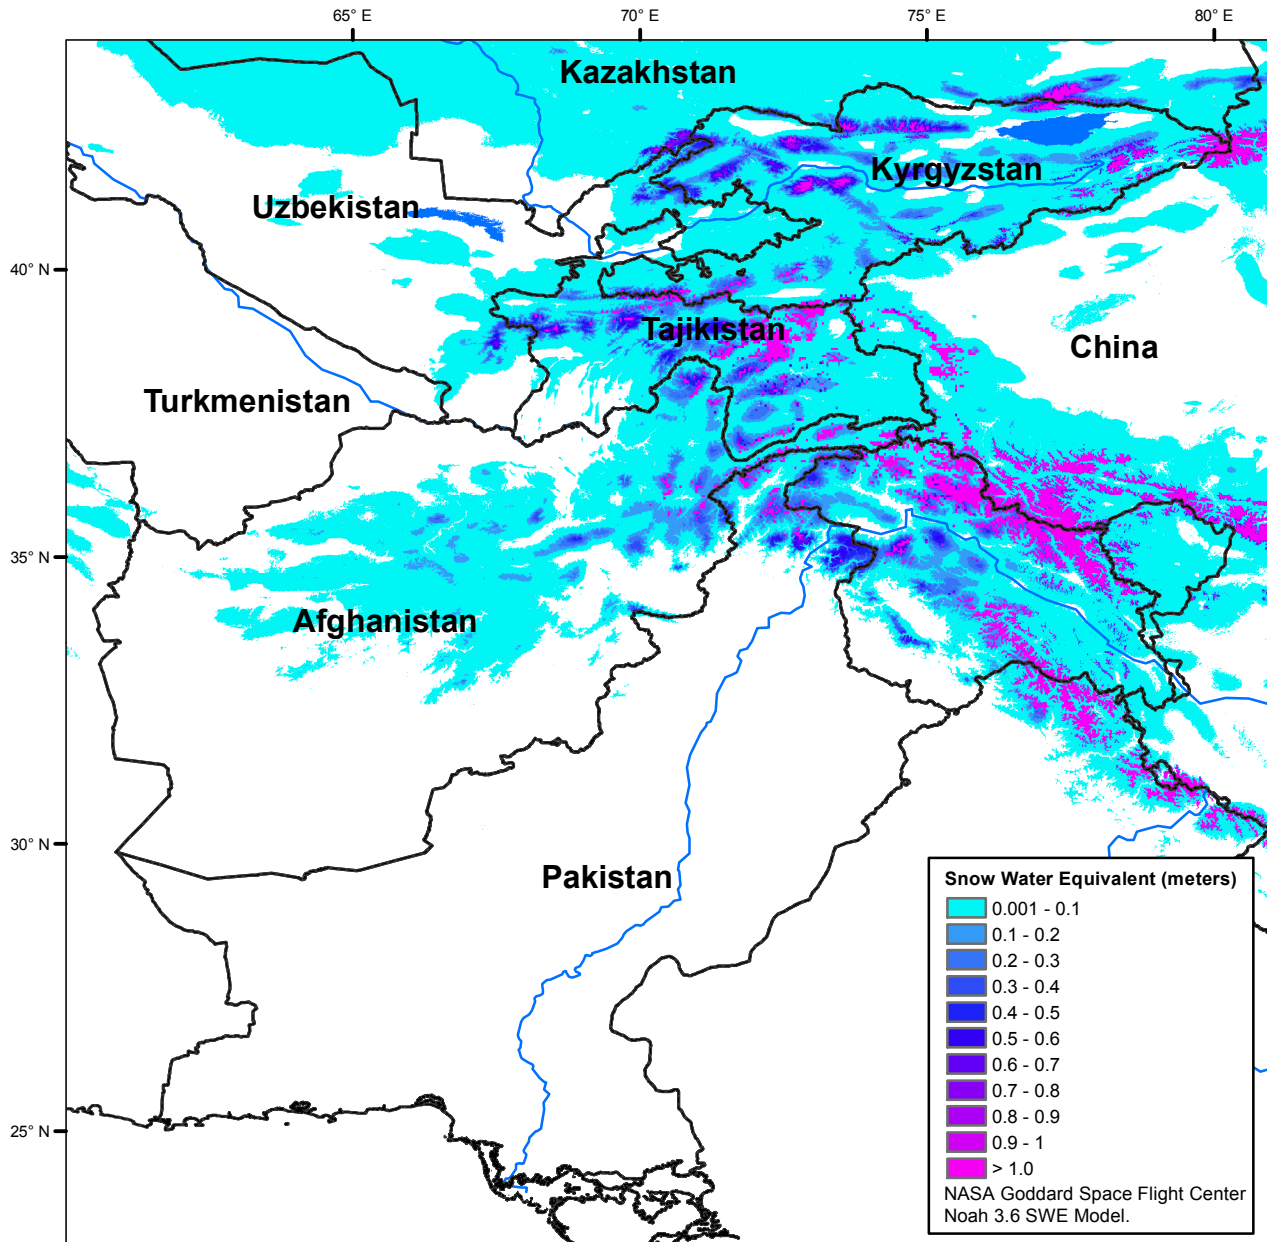 65° E
70° E
75° E
80° E
Kazakhstan
Kyrgyzstan
Uzbekistan
40° N
Tajikistan
China
Turkmenistan
35° N
Afghanistan
30° N
Pakistan
Snow Water Equivalent (meters)
0.001 - 0.1
0.1 - 0.2
0.2 - 0.3
0.3 - 0.4
0.4 - 0.5
0.5 - 0.6
0.6 - 0.7
0.7 - 0.8
0.8 - 0.9
0.9 - 1
> 1.0
NASA Goddard Space Flight Center
Noah 3.6 SWE Model.
25° N